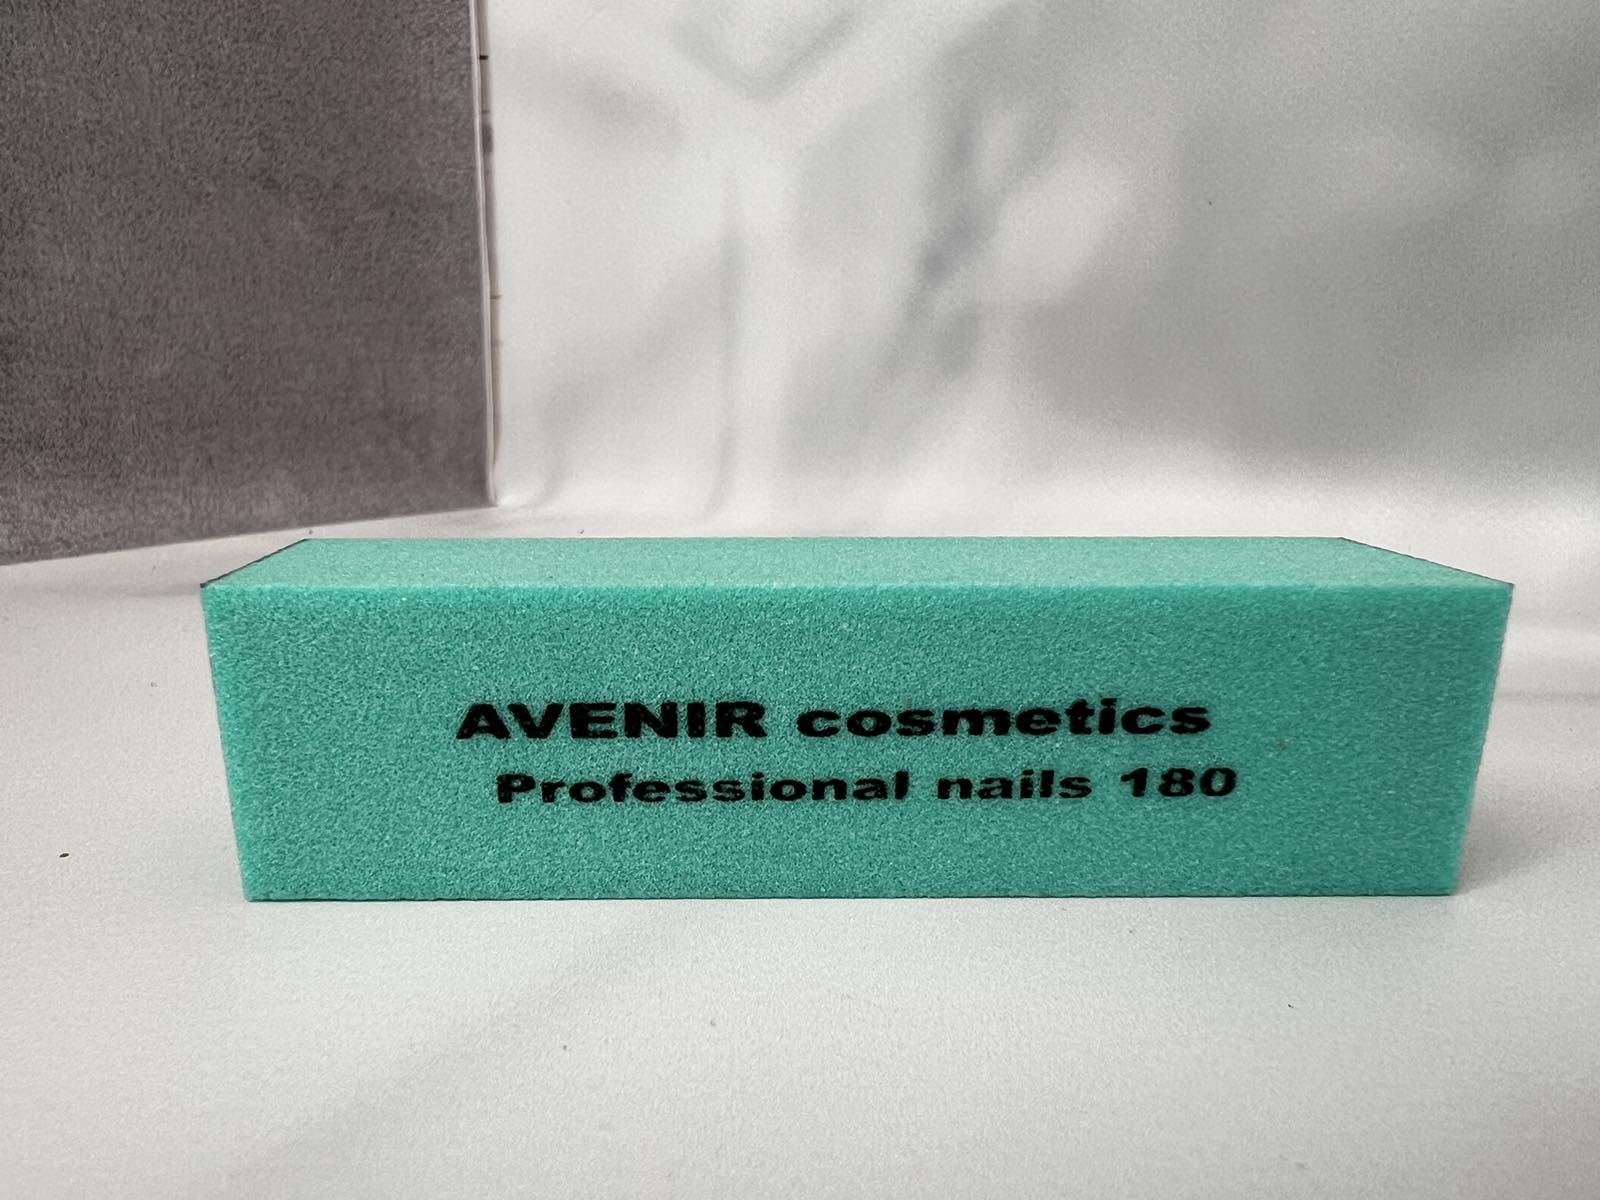 AVENIR cosmetics
Professional nails 180